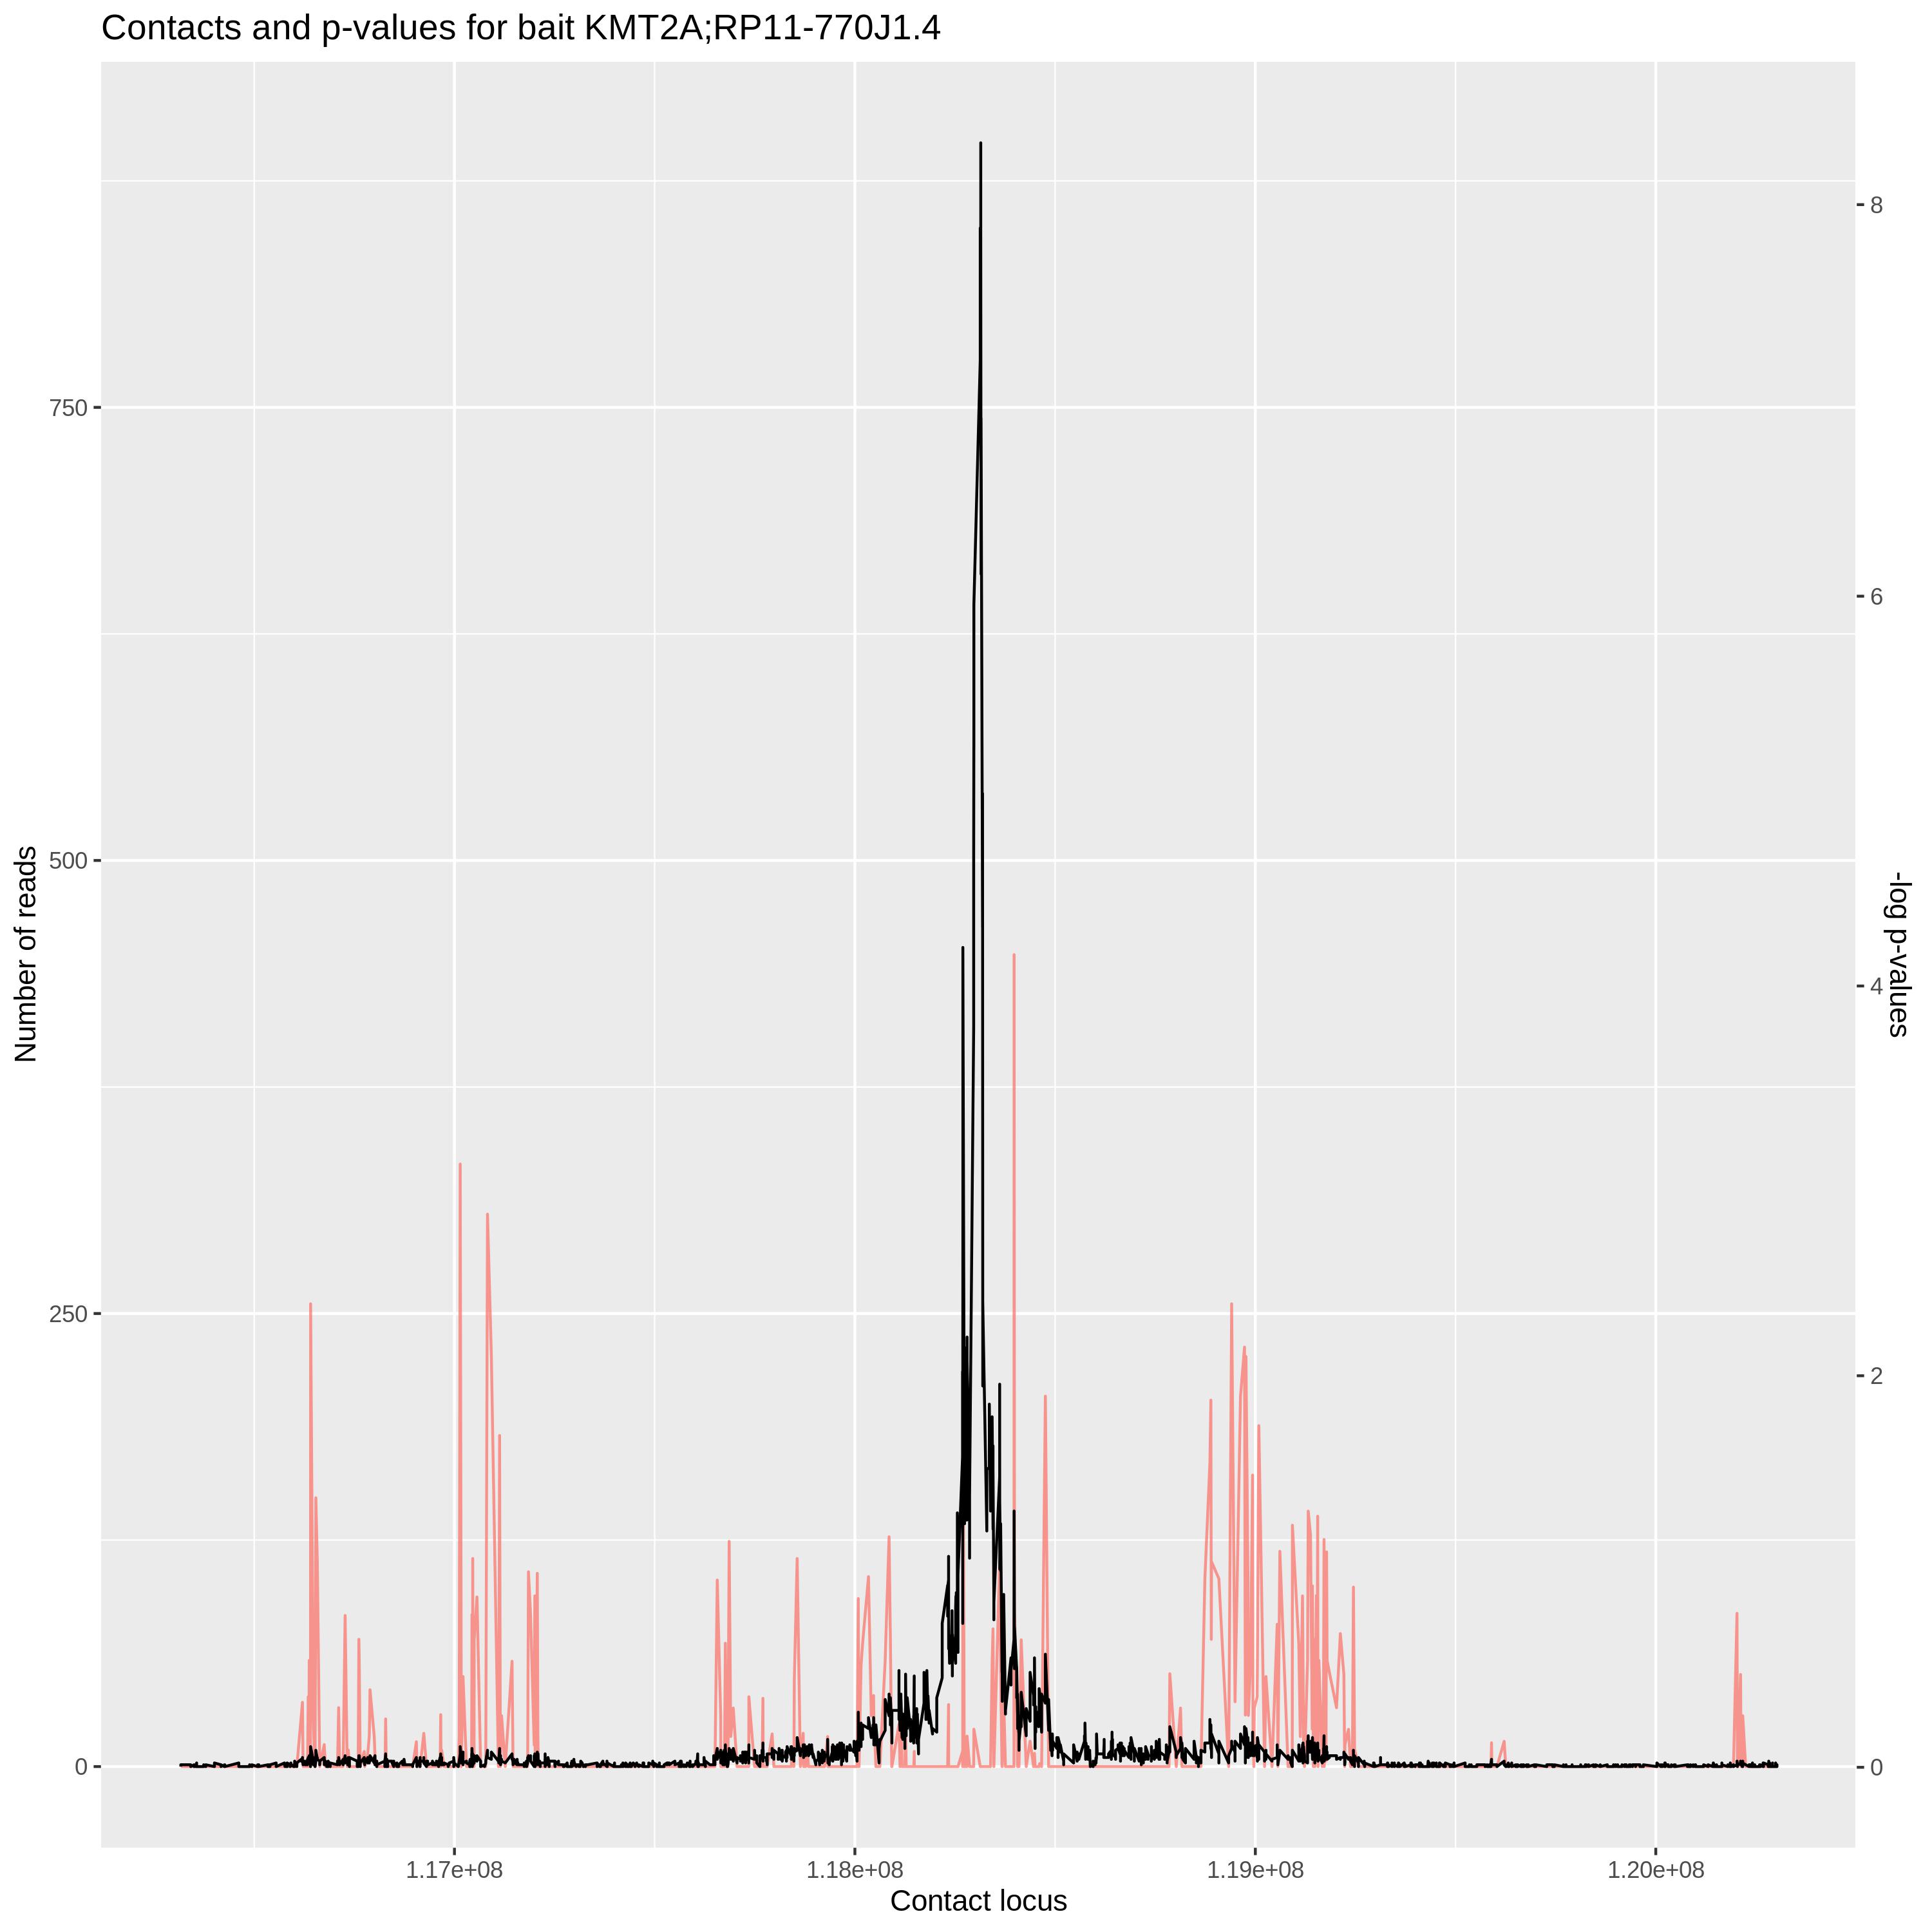 Contacts and p-values for bait KMT2A;RP11-770J1.4
Number of reads
750
500
250
0
8
6
4
2
0
-log p-values
1.17e+08
1.18e+08
1.19e+08
1.20e+08
Contact locus